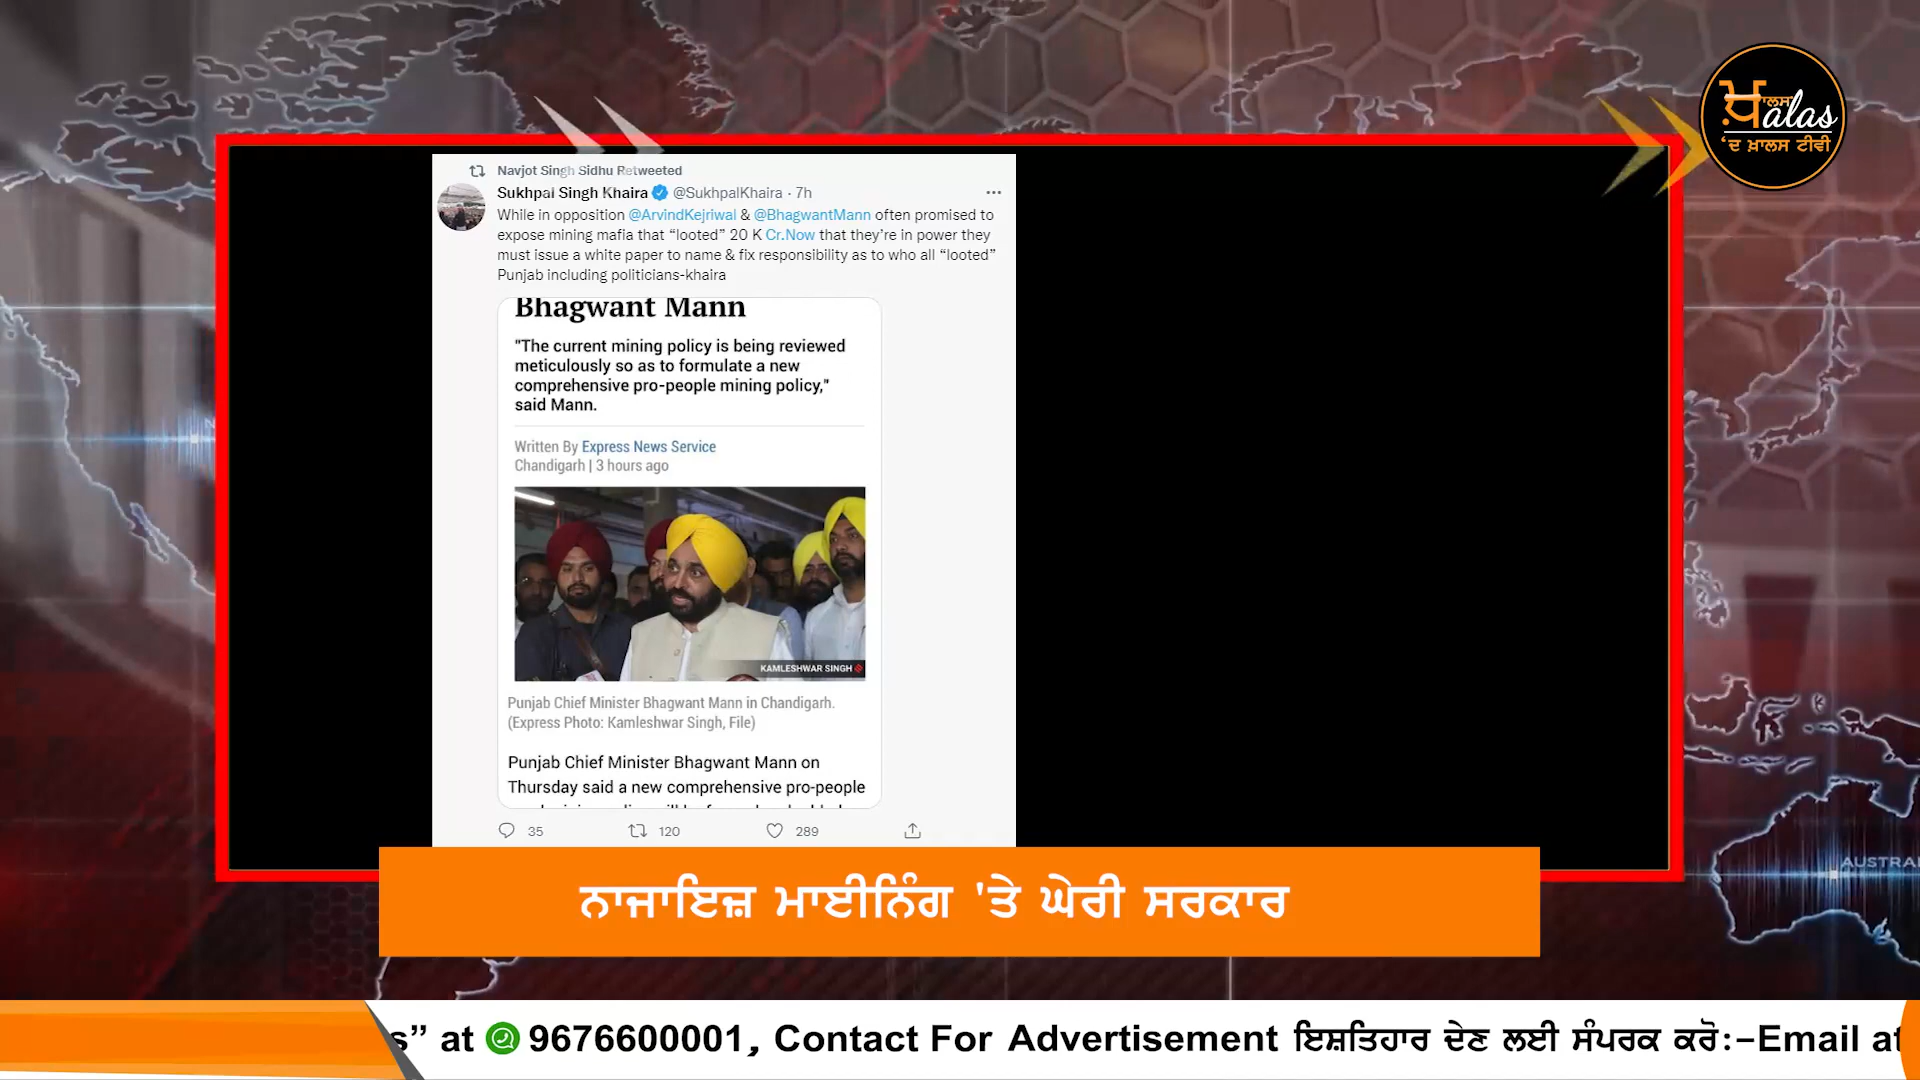 ਖ਼ਾਲਸ
alas
'ਦ ਖ਼ਾਲਸ ਟੀਵੀ
Navjot Singh Sidhu Retweeted
Sukhpal Singh Khaira @SukhpalKhaira · 7h
While in opposition @ArvindKejriwal & @BhagwantMann often promised to
expose mining mafia that “looted” 20 K Cr.Now that they’re in power they
must issue a white paper to name & fix responsibility as to who all “looted”
Punjab including politicians-khaira
Bhagwant Mann
"The current mining policy is being reviewed
meticulously so as to formulate a new
comprehensive pro-people mining policy,"
said Mann.
Written By Express News Service
Chandigarh | 3 hours ago
KAMLESHWAR SINGH
Punjab Chief Minister Bhagwant Mann in Chandigarh.
(Express Photo: Kamleshwar Singh, File)
Punjab Chief Minister Bhagwant Mann on
Thursday said a new comprehensive pro-people
35 120 289
AUSTRA
ਨਾਜਾਇਜ਼ ਮਾਈਨਿੰਗ 'ਤੇ ਘੇਰੀ ਸਰਕਾਰ
s” at 9676600001, Contact For Advertisement ਇਸ਼ਤਿਹਾਰ ਦੇਣ ਲਈ ਸੰਪਰਕ ਕਰੋ:–Email at